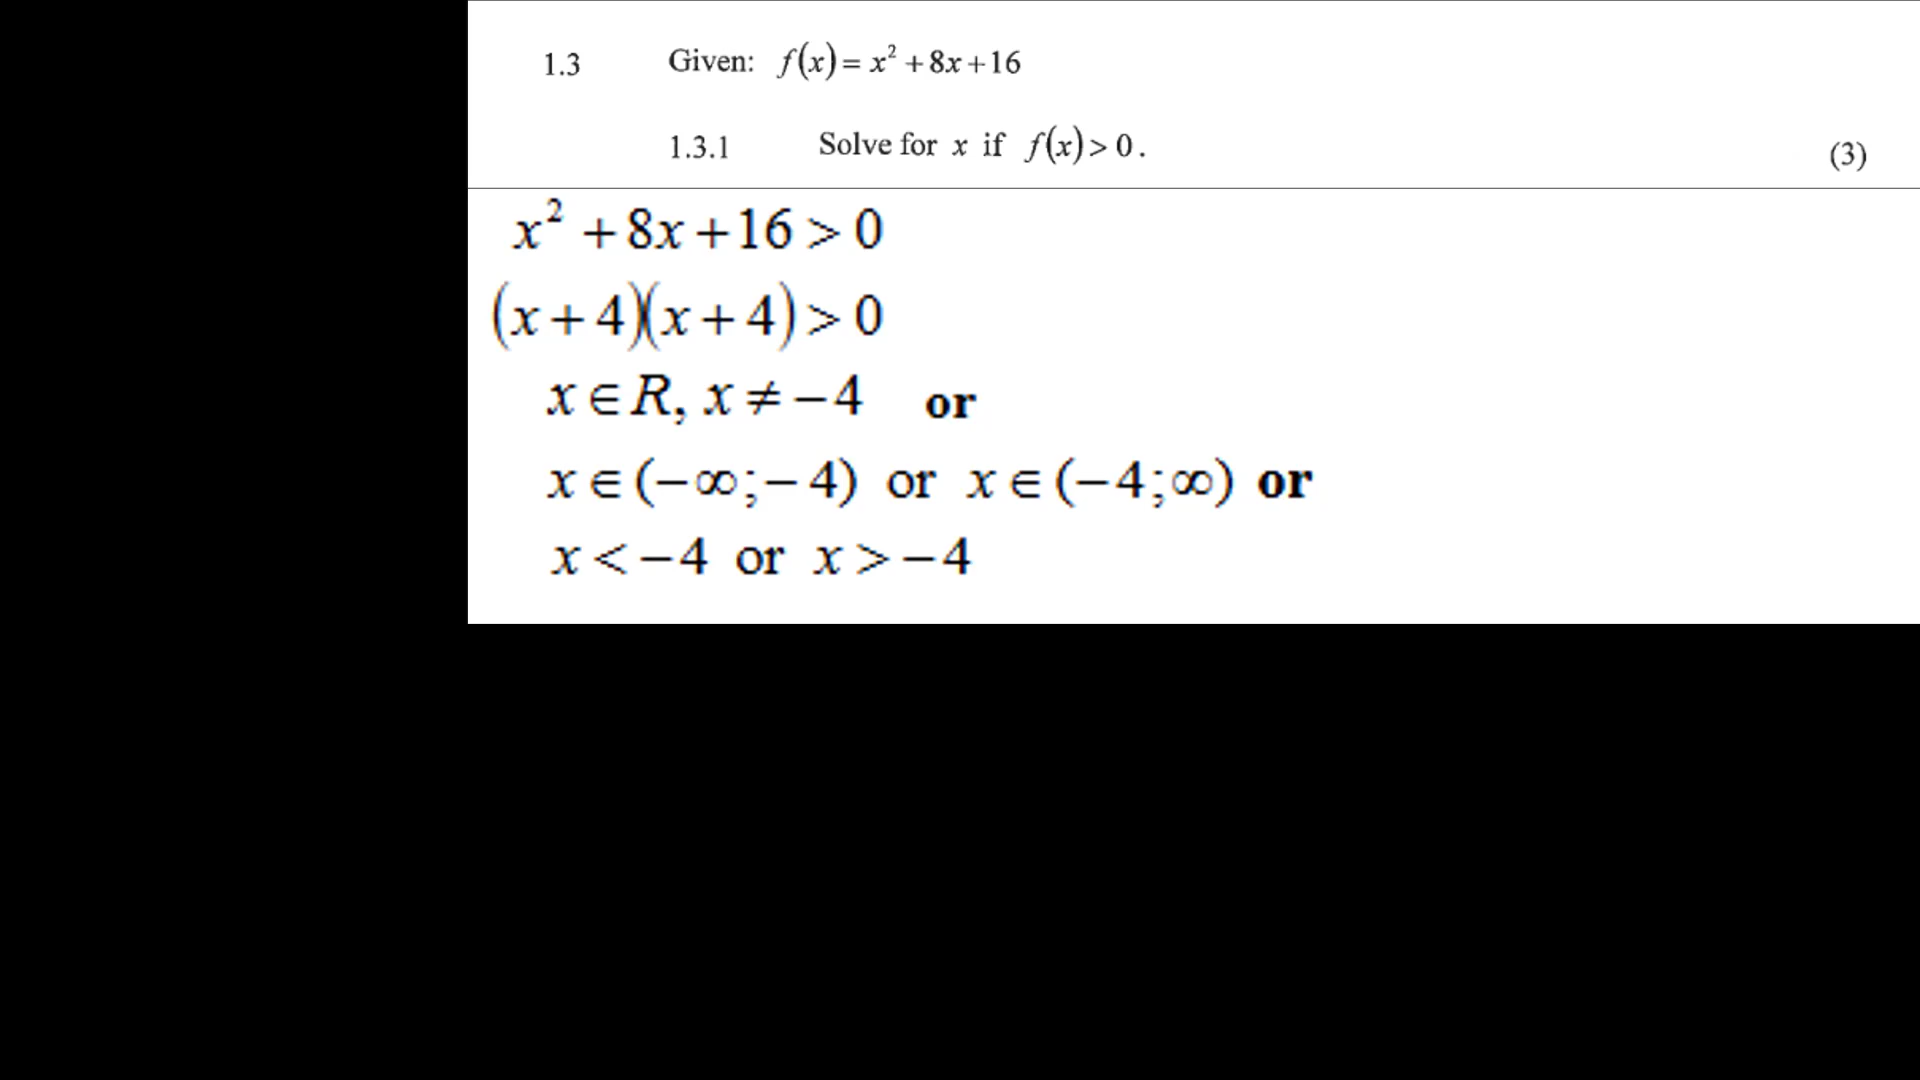 1.3 Given: f(x) = x² + 8x + 16
1.3.1 Solve for x if f(x) > 0. (3)
x² + 8x + 16 > 0
(x + 4)(x + 4) > 0
x ∈ R, x ≠ −4 or
x ∈ (−∞; −4) or x ∈ (−4; ∞) or
x < −4 or x > −4